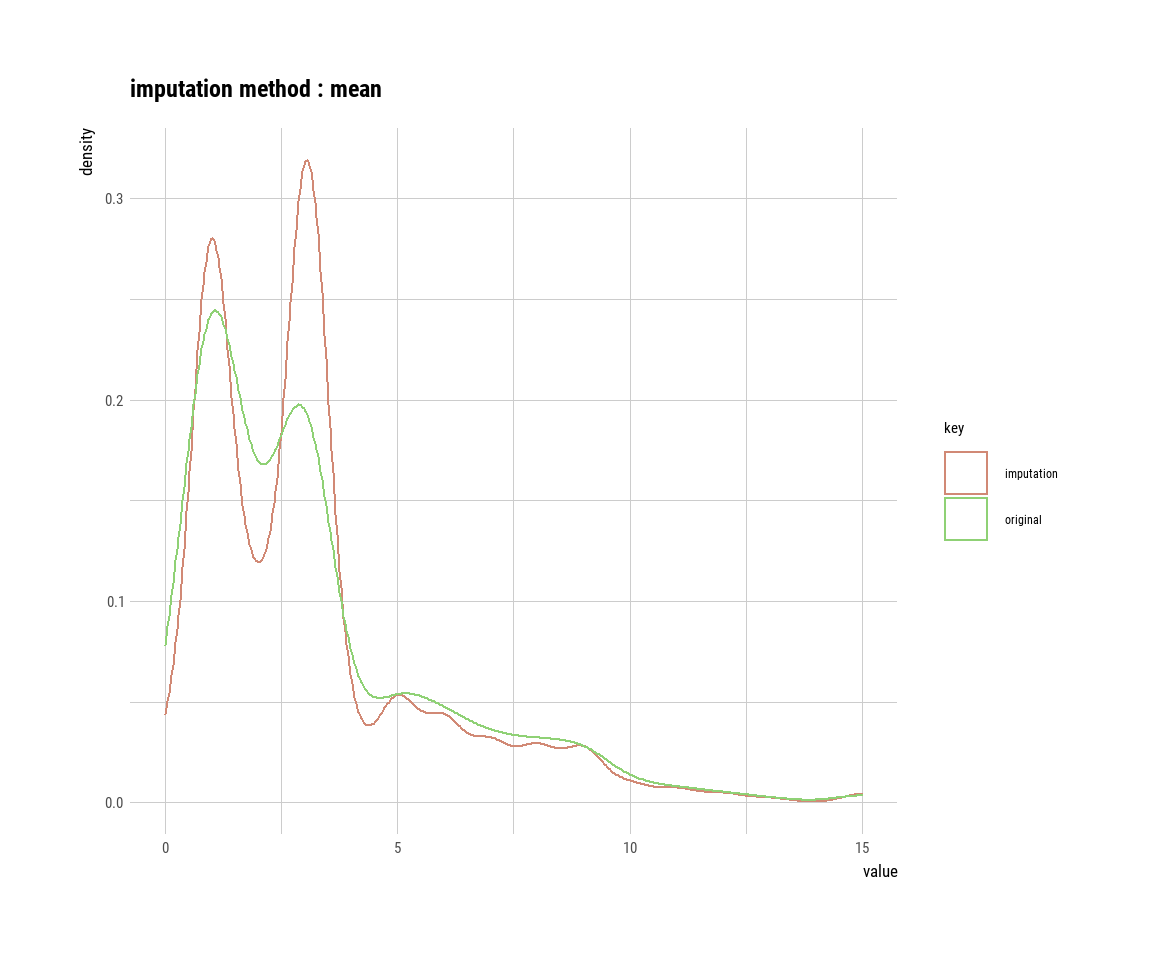 imputation method : mean
density
0.3
0.2
0.1
0.0
0 5 10 15
value
key
imputation
original